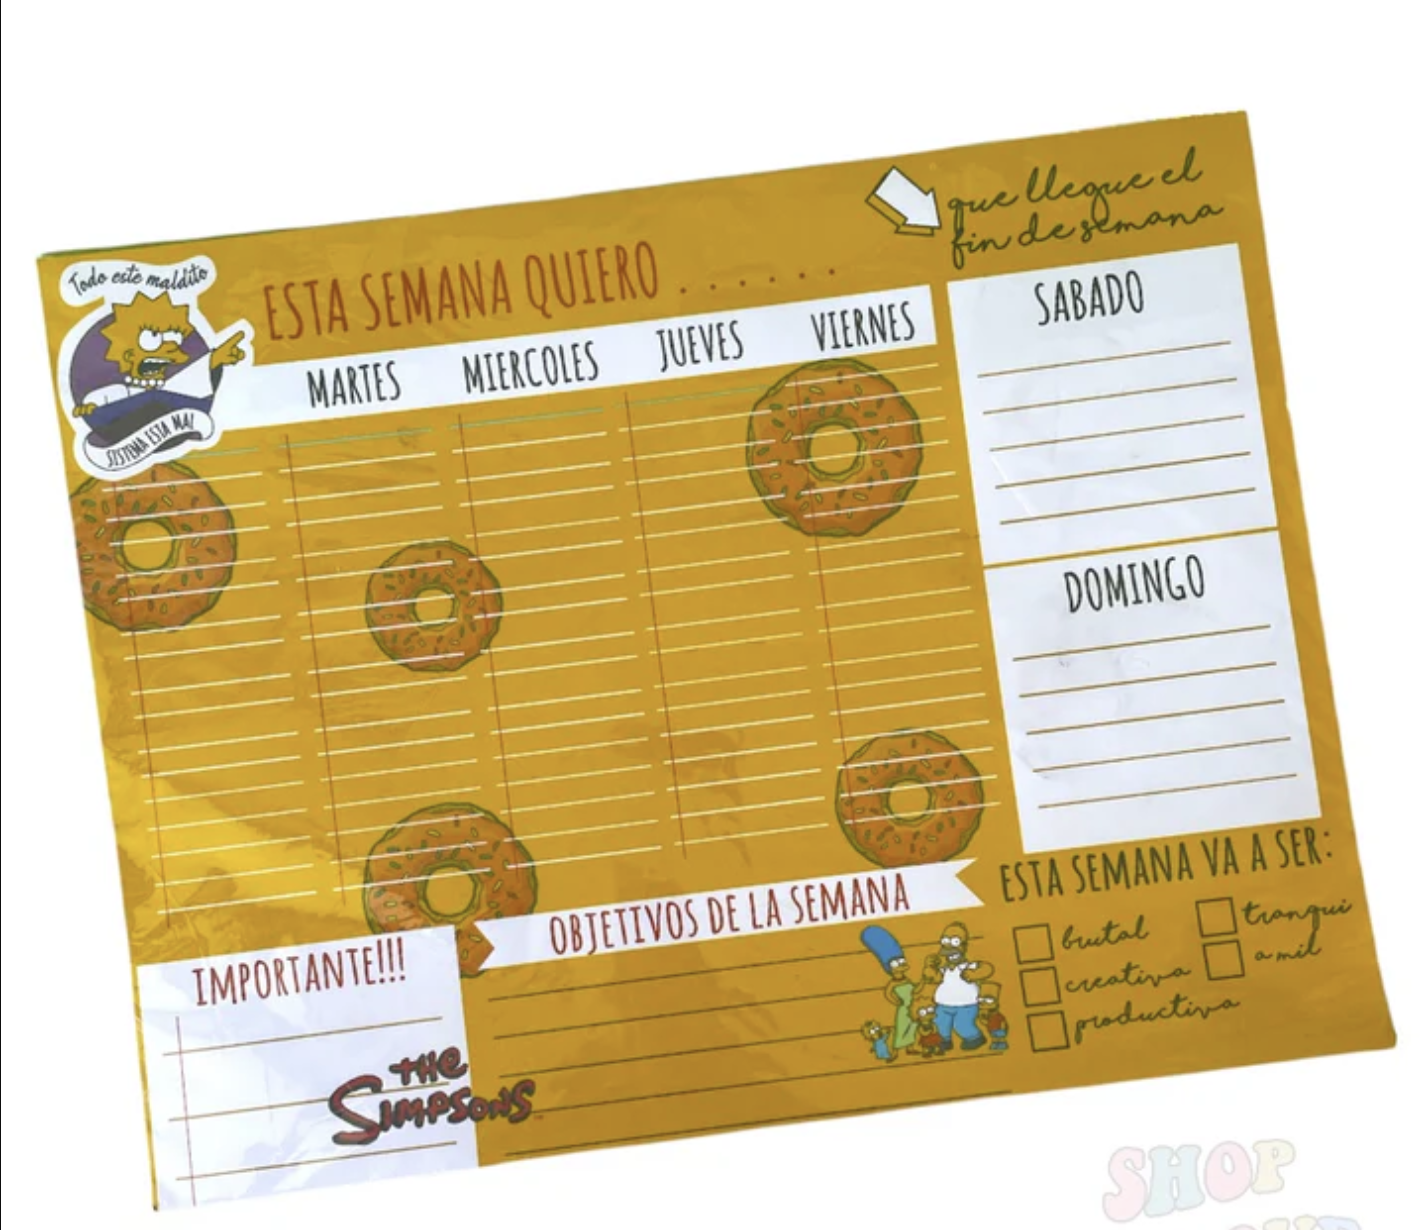 que llegue el
fin de semana
Todo este maldito
SISTEMA ESTA MAL
ESTA SEMANA QUIERO . . . . . .
MARTES
MIERCOLES
JUEVES
VIERNES
SABADO
DOMINGO
ESTA SEMANA VA A SER:
brutal
creativa
productiva
tranqui
a mil
OBJETIVOS DE LA SEMANA
IMPORTANTE!!!
THE
SIMPSONS
SHOP